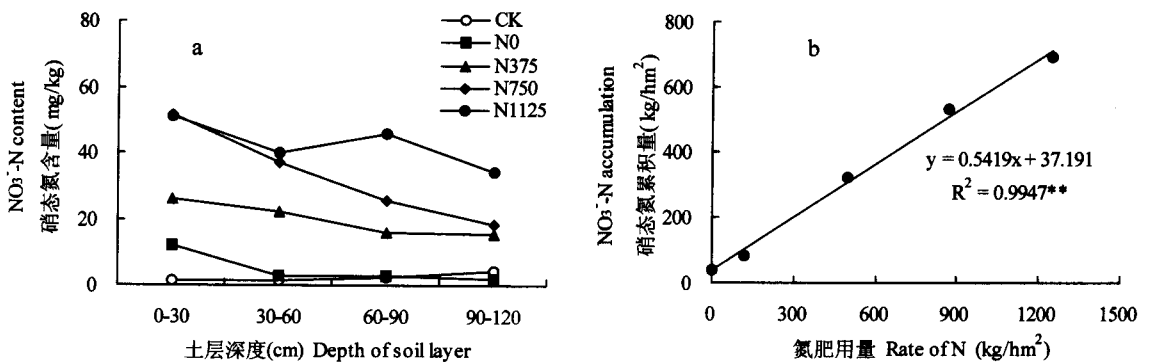 NO₃⁻-N content
硝态氮含量( mg/kg)
80
60
40
20
0
a
CK
N0
N375
N750
N1125
0-30
30-60
60-90
90-120
土层深度(cm) Depth of soil layer
NO₃⁻-N accumulation
硝态氮累积量( kg/hm²)
800
600
400
200
0
b
y = 0.5419x + 37.191
R² = 0.9947**
0
300
600
900
1200
1500
氮肥用量 Rate of N (kg/hm²)